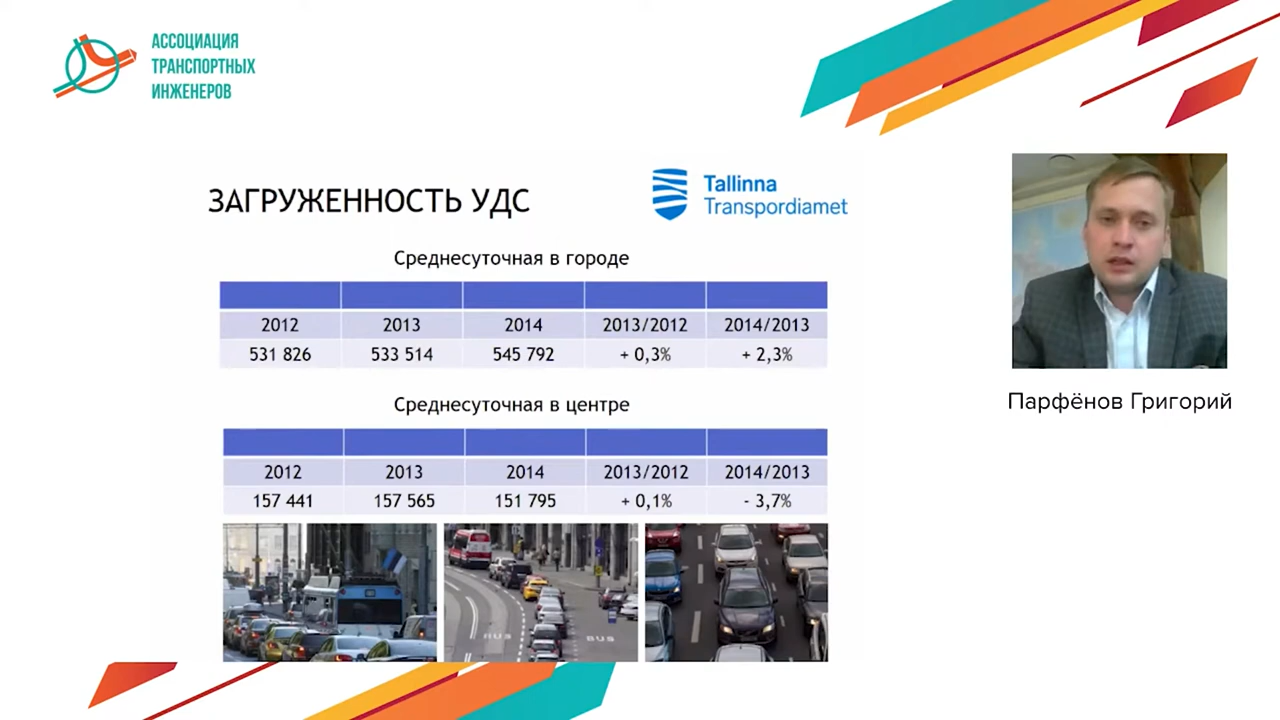 АССОЦИАЦИЯ
ТРАНСПОРТНЫХ
ИНЖЕНЕРОВ
ЗАГРУЖЕННОСТЬ УДС
Tallinna
Transpordiamet
Среднесуточная в городе
2012 2013 2014 2013/2012 2014/2013
531 826 533 514 545 792 + 0,3% + 2,3%
Среднесуточная в центре
2012 2013 2014 2013/2012 2014/2013
157 441 157 565 151 795 + 0,1% - 3,7%
BUS BUS
Парфёнов Григорий